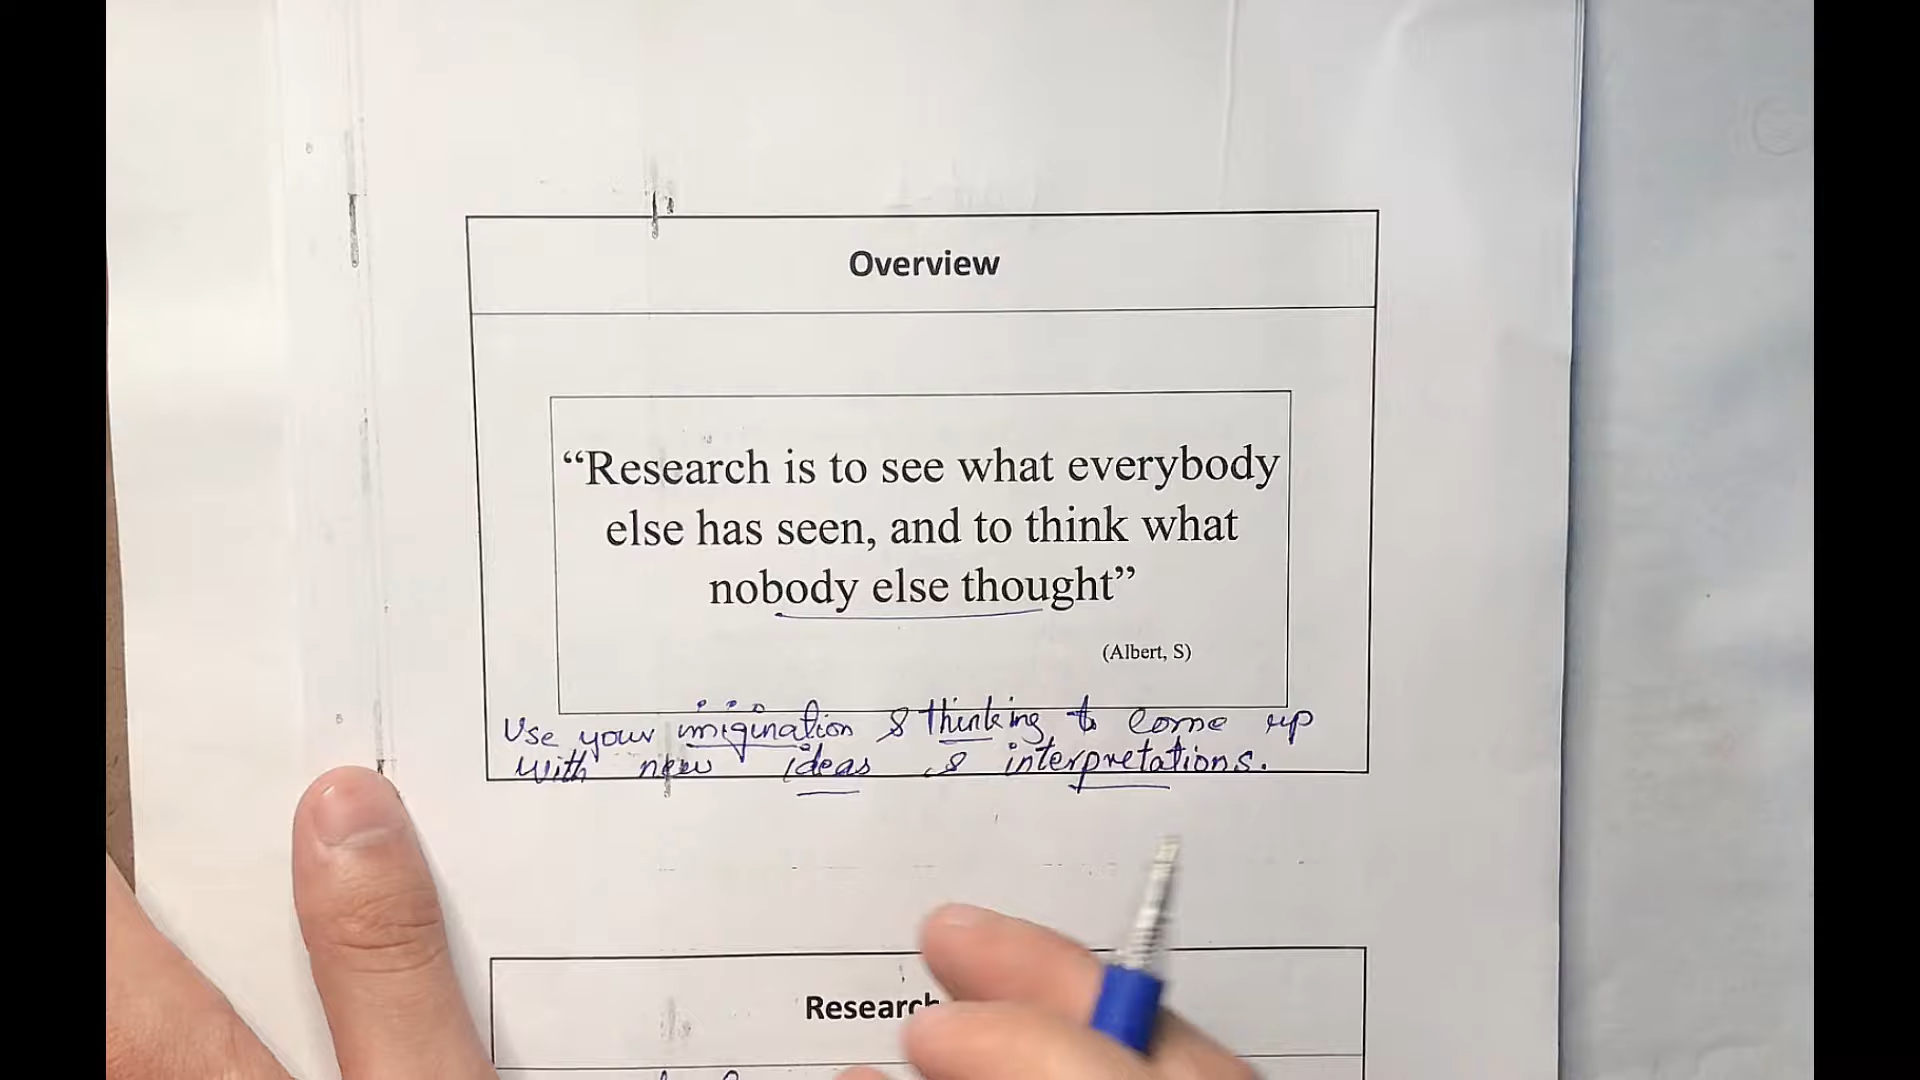 Overview
“Research is to see what everybody
else has seen, and to think what
nobody else thought”
(Albert, S)
Use your imigination & thinking to come up
with new ideas & interpretations.
Research